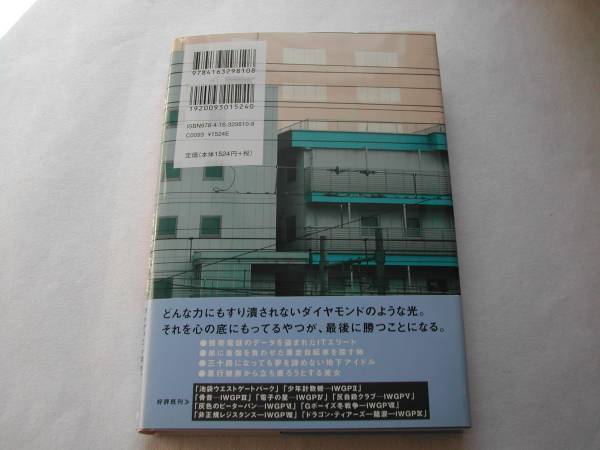 9784163298108
1920093015240
ISBN978-4-16-329810-8
C0093 ¥1524E
定価(本体1524円+税)
どんな力にもすり潰されないダイヤモンドのような光。
それを心の底にもってるやつが、最後に勝つことになる。
●携帯電話のデータを盗まれたITエリート
●弟に重傷を負わせた暴走自転車を探す姉
●三十路になっても夢を諦めない地下アイドル
●暴行被害から立ち直ろうとする美女
好評既刊≫
「池袋ウエストゲートパーク」「少年計数機―IWGPⅡ」
「骨音―IWGPⅢ」「電子の星―IWGPⅣ」「反自殺クラブ―IWGPⅤ」
「灰色のピーターパン―IWGPⅥ」「Gボーイズ冬戦争―IWGPⅦ」
「非正規レジスタンス―IWGPⅧ」「ドラゴン・ティアーズ―龍涙―IWGPⅨ」